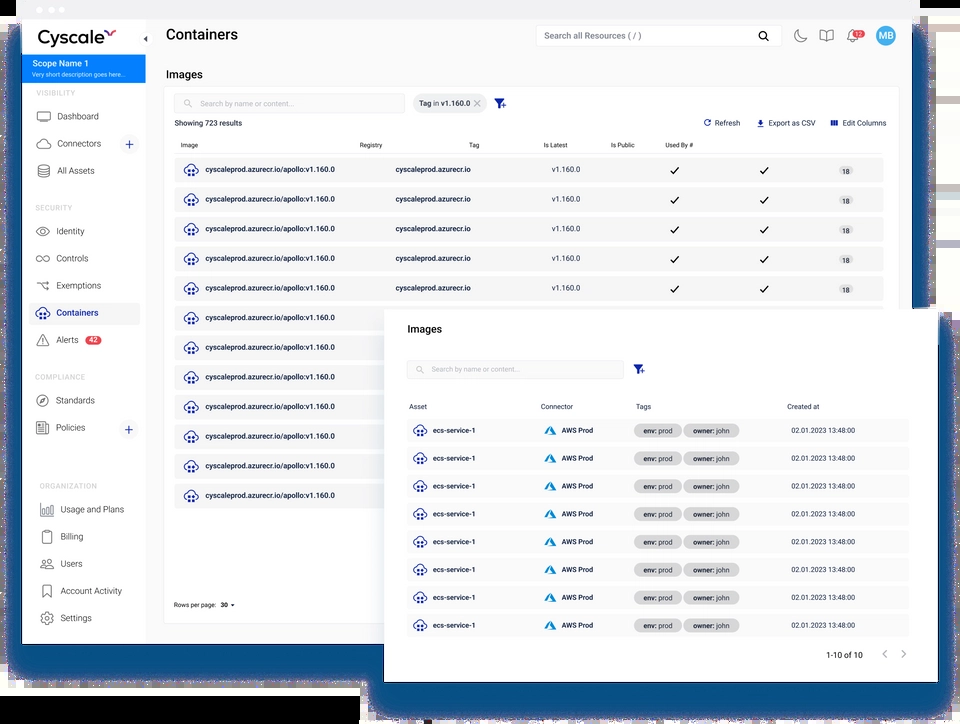 Cyscale
Containers
Search all Resources ( / )
12
MB
Scope Name 1
Very short description goes here...
VISIBILITY
Dashboard
Connectors
All Assets
SECURITY
Identity
Controls
Exemptions
Containers
Alerts 42
COMPLIANCE
Standards
Policies
ORGANIZATION
Usage and Plans
Billing
Users
Account Activity
Settings
Images
Search by name or content...
Tag in v1.160.0
Showing 723 results
Refresh Export as CSV Edit Columns
Image Registry Tag Is Latest Is Public Used By #
cyscaleprod.azurecr.io/apollo:v1.160.0 cyscaleprod.azurecr.io v1.160.0 18
cyscaleprod.azurecr.io/apollo:v1.160.0 cyscaleprod.azurecr.io v1.160.0 18
cyscaleprod.azurecr.io/apollo:v1.160.0 cyscaleprod.azurecr.io v1.160.0 18
cyscaleprod.azurecr.io/apollo:v1.160.0 cyscaleprod.azurecr.io v1.160.0 18
cyscaleprod.azurecr.io/apollo:v1.160.0 cyscaleprod.azurecr.io v1.160.0 18
cyscaleprod.azurecr.io/apollo:v1.160.0
cyscaleprod.azurecr.io/apollo:v1.160.0
cyscaleprod.azurecr.io/apollo:v1.160.0
cyscaleprod.azurecr.io/apollo:v1.160.0
cyscaleprod.azurecr.io/apollo:v1.160.0
cyscaleprod.azurecr.io/apollo:v1.160.0
cyscaleprod.azurecr.io/apollo:v1.160.0
Rows per page: 30
Images
Search by name or content...
Asset Connector Tags Created at
ecs-service-1 AWS Prod env: prod owner: john 02.01.2023 13:48:00
ecs-service-1 AWS Prod env: prod owner: john 02.01.2023 13:48:00
ecs-service-1 AWS Prod env: prod owner: john 02.01.2023 13:48:00
ecs-service-1 AWS Prod env: prod owner: john 02.01.2023 13:48:00
ecs-service-1 AWS Prod env: prod owner: john 02.01.2023 13:48:00
ecs-service-1 AWS Prod env: prod owner: john 02.01.2023 13:48:00
ecs-service-1 AWS Prod env: prod owner: john 02.01.2023 13:48:00
ecs-service-1 AWS Prod env: prod owner: john 02.01.2023 13:48:00
1-10 of 10